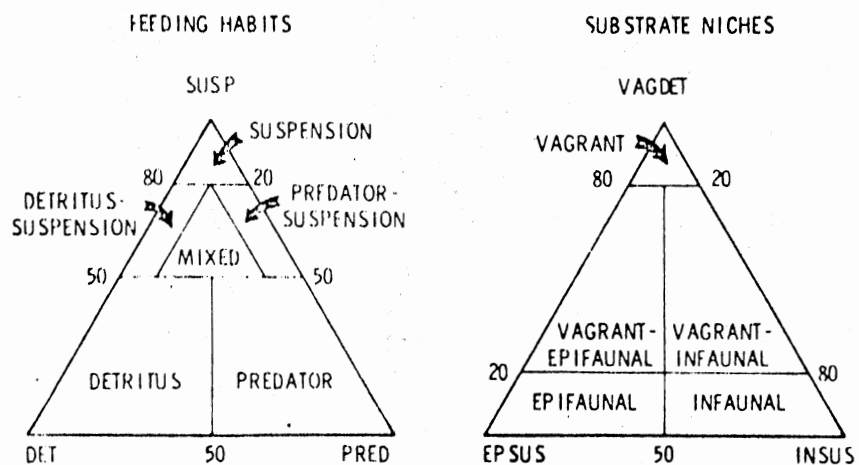 FEEDING HABITS
SUSP
SUSPENSION
80
20
DETRITUS-
SUSPENSION
PREDATOR-
SUSPENSION
MIXED
50
50
DETRITUS
PREDATOR
DET
50
PRED
SUBSTRATE NICHES
VAGDET
VAGRANT
80
20
VAGRANT-
EPIFAUNAL
VAGRANT-
INFAUNAL
20
80
EPIFAUNAL
INFAUNAL
EPSUS
50
INSUS